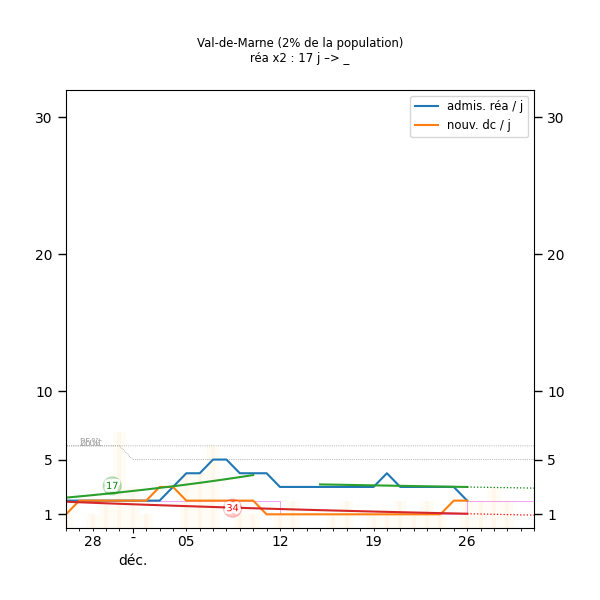 Val-de-Marne (2% de la population)
réa x2 : 17 j –> _
admis. réa / j
nouv. dc / j
30 30
20 20
10 10
5 5
1 1
17
34
28 - 05 12 19 26
déc.